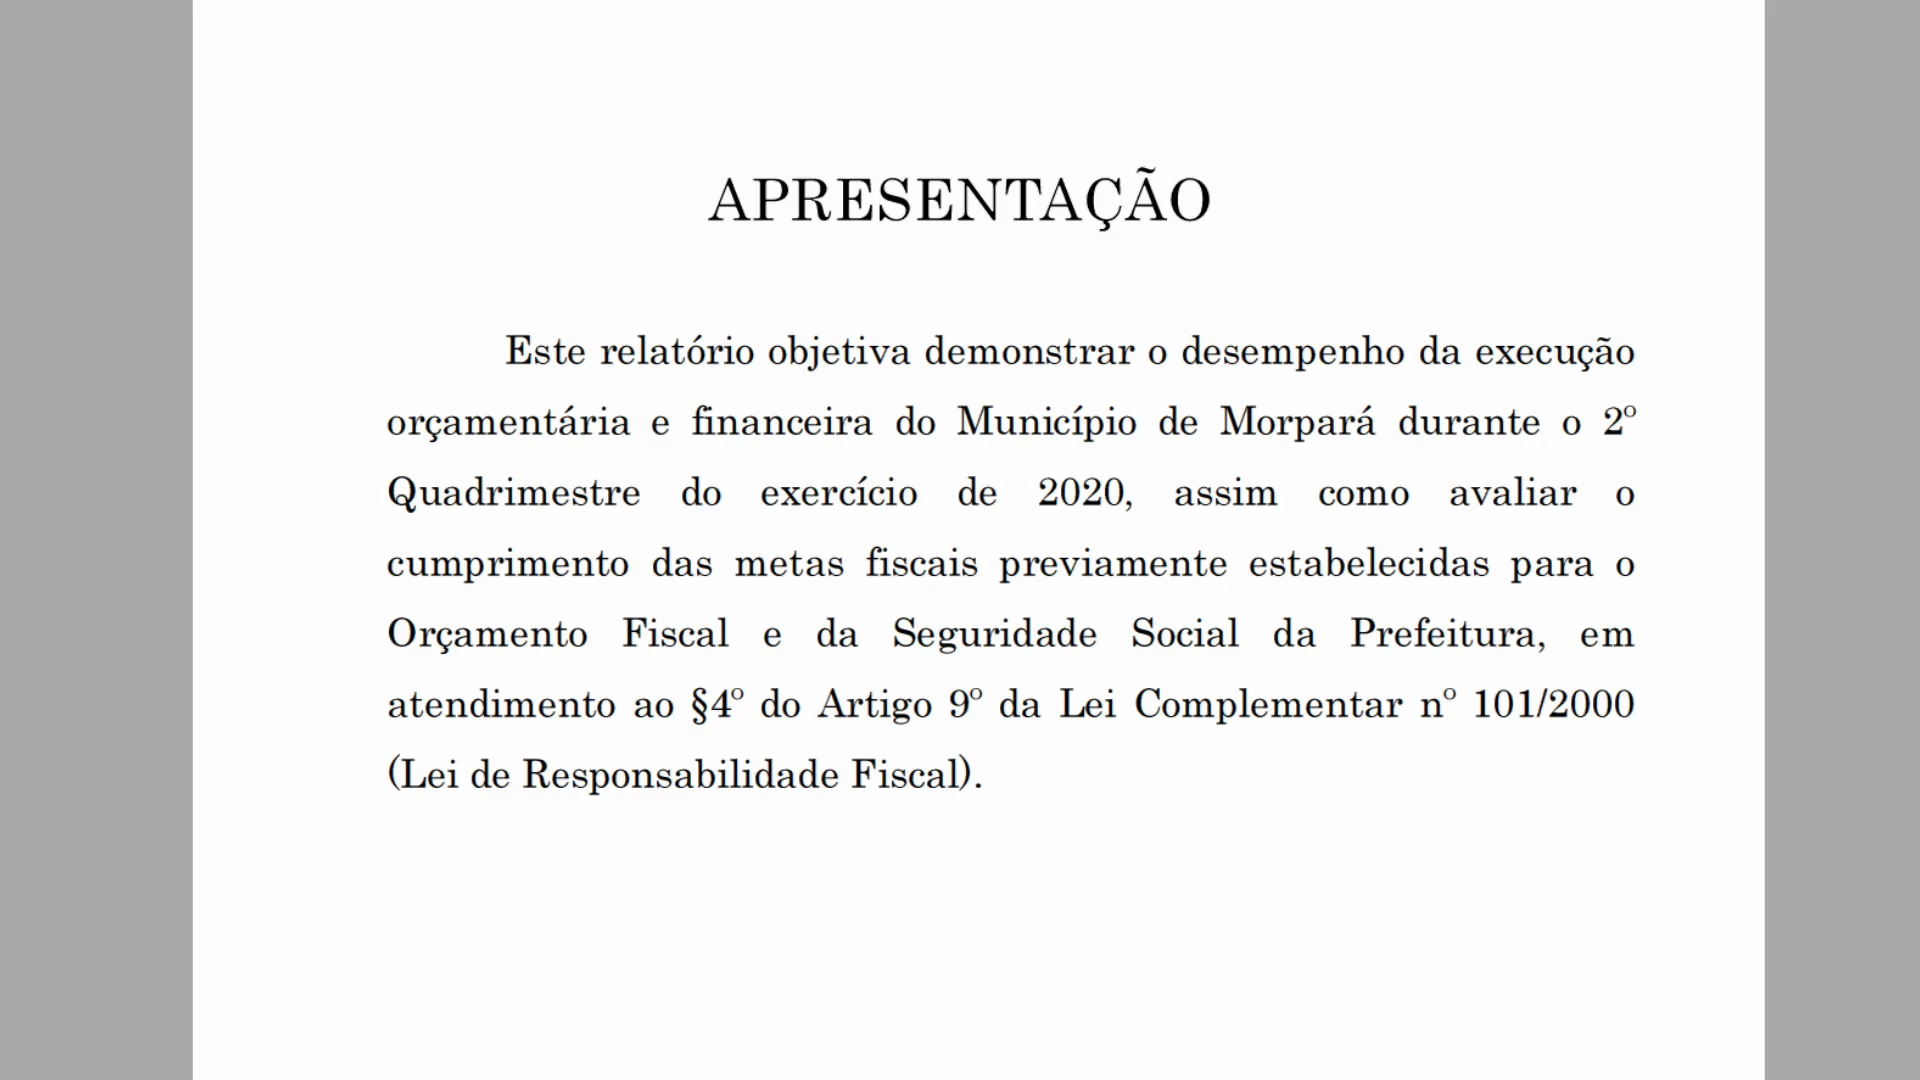 APRESENTAÇÃO
Este relatório objetiva demonstrar o desempenho da execução
orçamentária e financeira do Município de Morpará durante o 2º
Quadrimestre do exercício de 2020, assim como avaliar o
cumprimento das metas fiscais previamente estabelecidas para o
Orçamento Fiscal e da Seguridade Social da Prefeitura, em
atendimento ao §4º do Artigo 9º da Lei Complementar nº 101/2000
(Lei de Responsabilidade Fiscal).